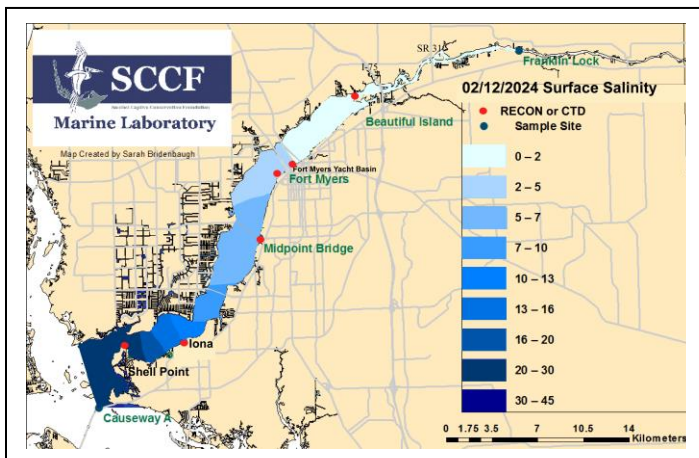 SCCF
Sanibel-Captiva Conservation Foundation
Marine Laboratory
Map Created by Sarah Bridenbaugh
I-75
SR 31
Franklin Lock
Beautiful Island
Fort Myers Yacht Basin
Fort Myers
Midpoint Bridge
Iona
Shell Point
Causeway A
02/12/2024 Surface Salinity
RECON or CTD
Sample Site
0 – 2
2 – 5
5 – 7
7 – 10
10 – 13
13 – 16
16 – 20
20 – 30
30 – 45
0 1.75 3.5 7 10.5 14
Kilometers